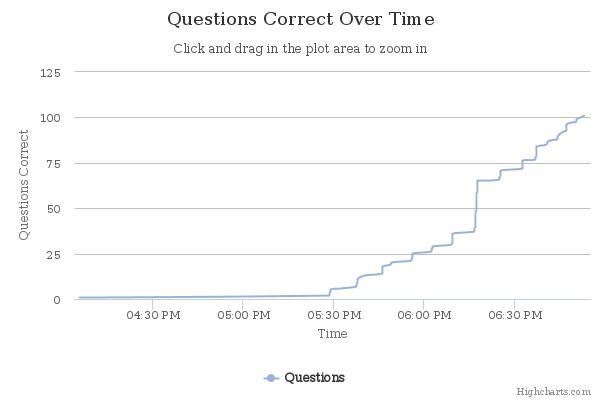 Questions Correct Over Time
Click and drag in the plot area to zoom in
Questions Correct
125
100
75
50
25
0
04:30 PM 05:00 PM 05:30 PM 06:00 PM 06:30 PM
Time
Questions
Highcharts.com